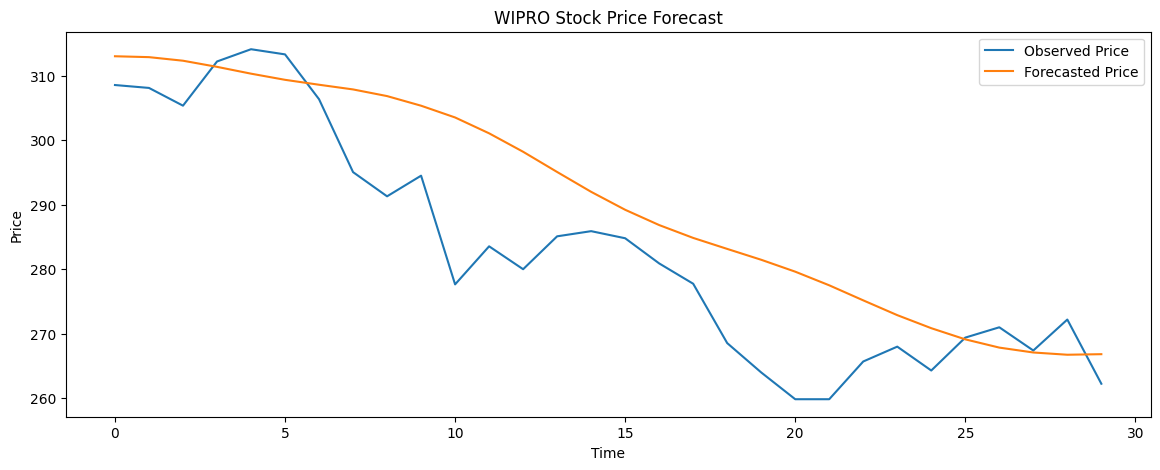 WIPRO Stock Price Forecast
Observed Price
Forecasted Price
Price
310
300
290
280
270
260
0 5 10 15 20 25 30
Time